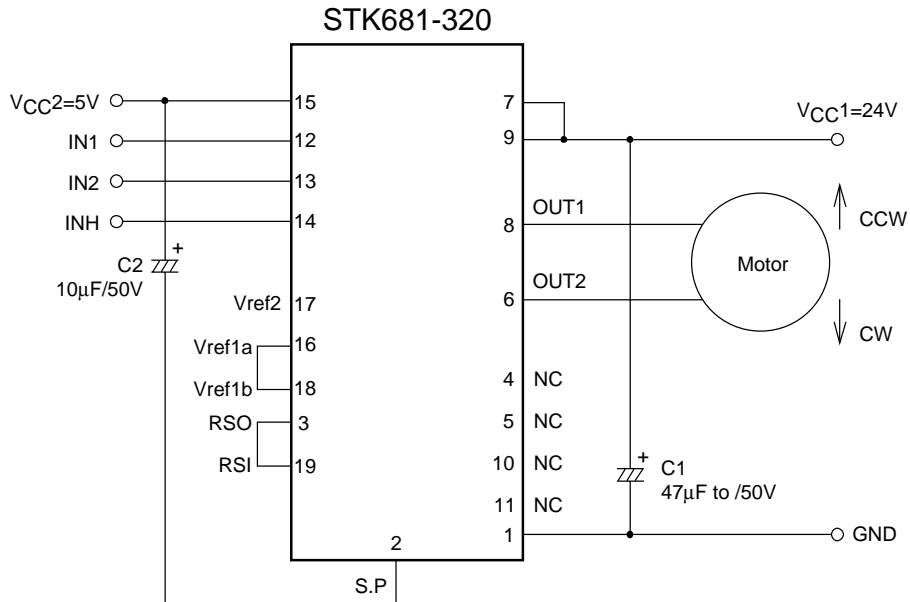 STK681-320
VCC2=5V
15
IN1
12
IN2
13
INH
14
C2
+
10μF/50V
Vref2
17
Vref1a
16
Vref1b
18
RSO
3
RSI
19
7
9
VCC1=24V
8
OUT1
6
OUT2
Motor
CCW
CW
4
NC
5
NC
10
NC
11
NC
+
C1
47μF to /50V
1
GND
2
S.P